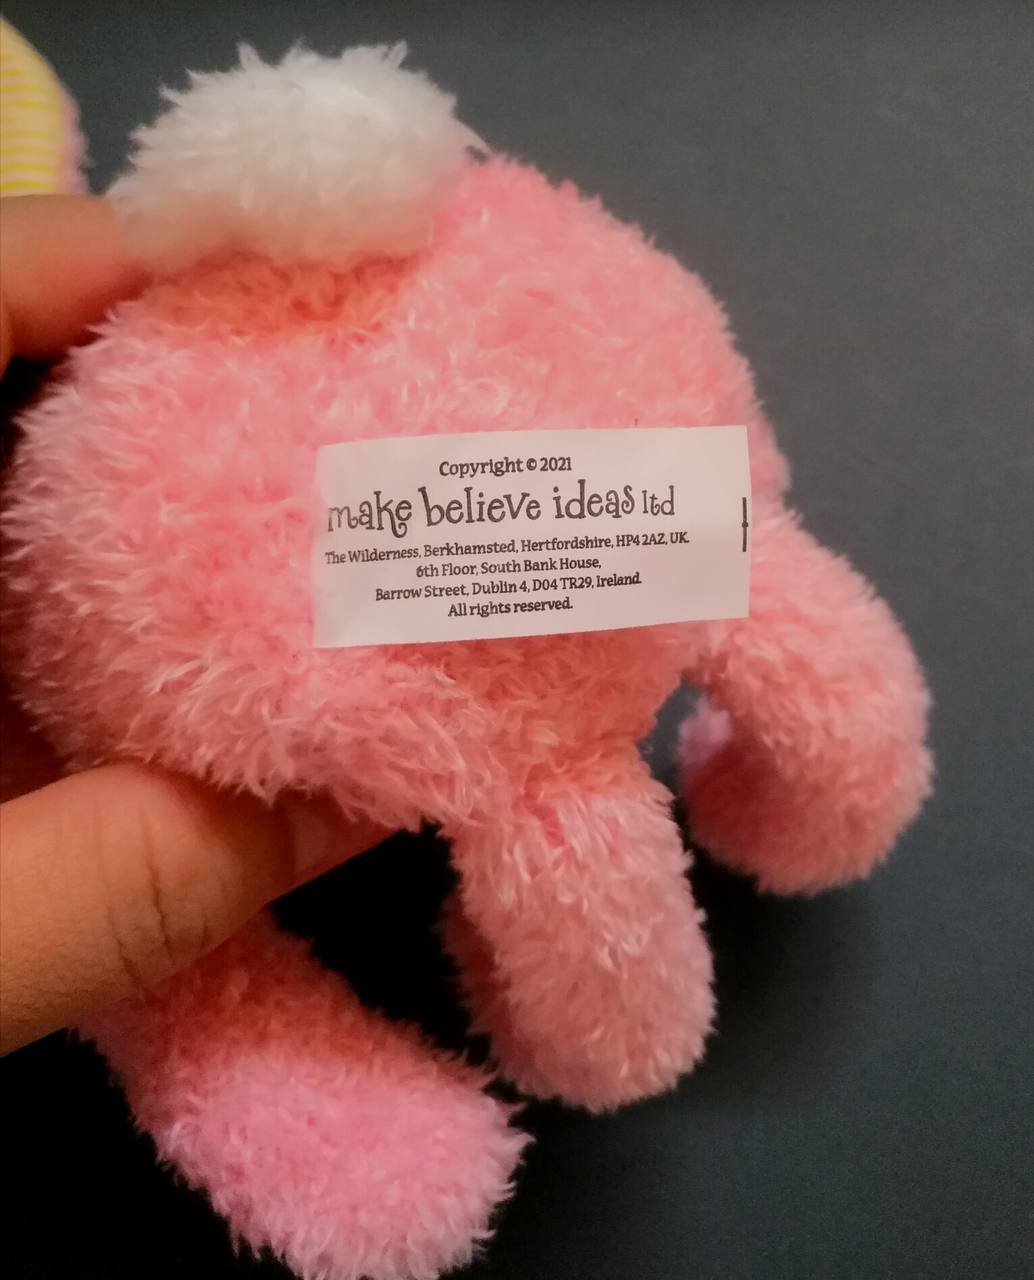 Copyright © 2021
make believe ideas ltd
The Wilderness, Berkhamsted, Hertfordshire, HP4 2AZ, UK.
6th Floor, South Bank House,
Barrow Street, Dublin 4, D04 TR29, Ireland.
All rights reserved.